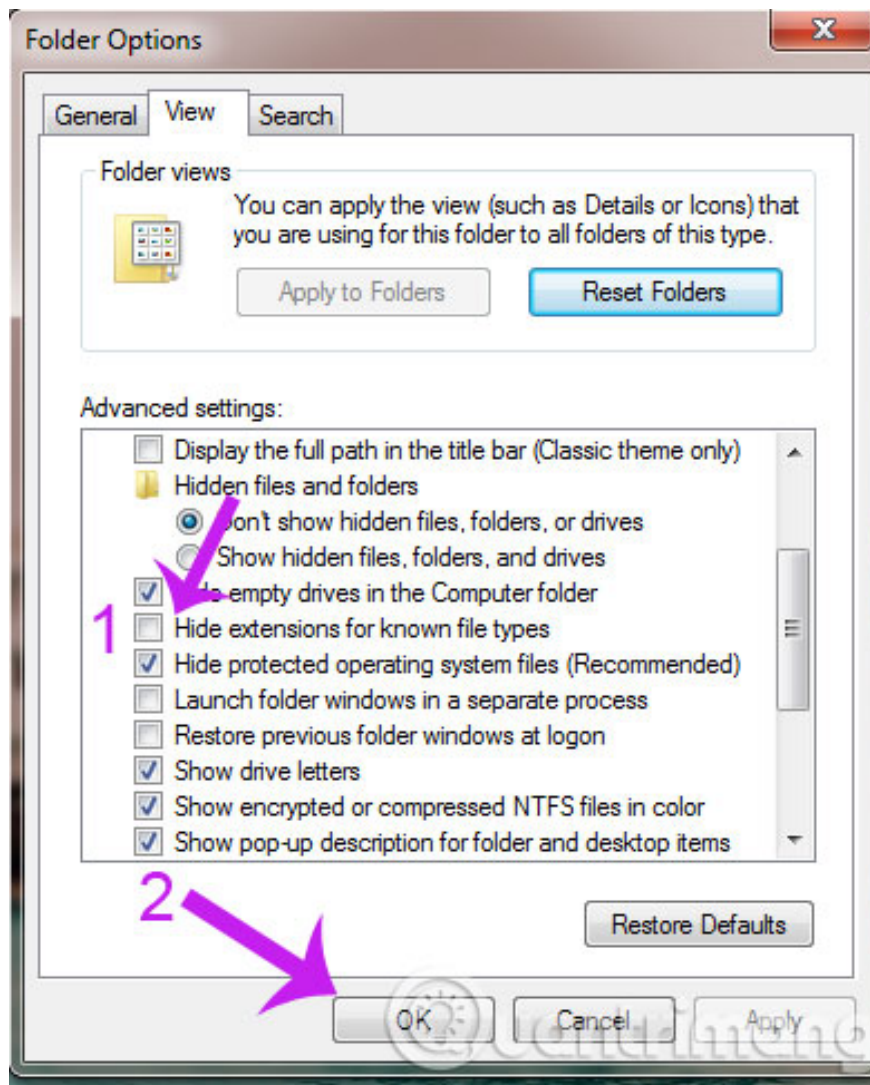 Folder Options
General
View
Search
Folder views
You can apply the view (such as Details or Icons) that
you are using for this folder to all folders of this type.
Apply to Folders
Reset Folders
Advanced settings:
Display the full path in the title bar (Classic theme only)
Hidden files and folders
Don't show hidden files, folders, or drives
Show hidden files, folders, and drives
Hide empty drives in the Computer folder
1
Hide extensions for known file types
Hide protected operating system files (Recommended)
Launch folder windows in a separate process
Restore previous folder windows at logon
Show drive letters
Show encrypted or compressed NTFS files in color
Show pop-up description for folder and desktop items
2
Restore Defaults
OK
Cancel
Apply